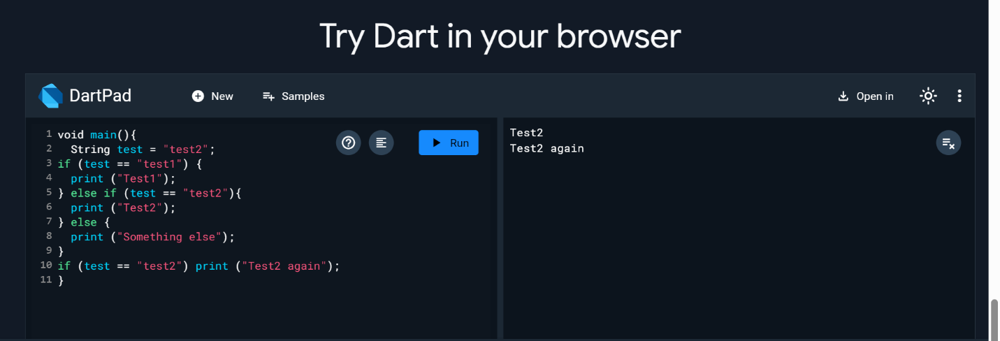 Try Dart in your browser
DartPad New Samples Open in
1 void main(){
2   String test = "test2";
3 if (test == "test1") {
4   print ("Test1");
5 } else if (test == "test2"){
6   print ("Test2");
7 } else {
8   print ("Something else");
9 }
10 if (test == "test2") print ("Test2 again");
11 }
Run
Test2
Test2 again